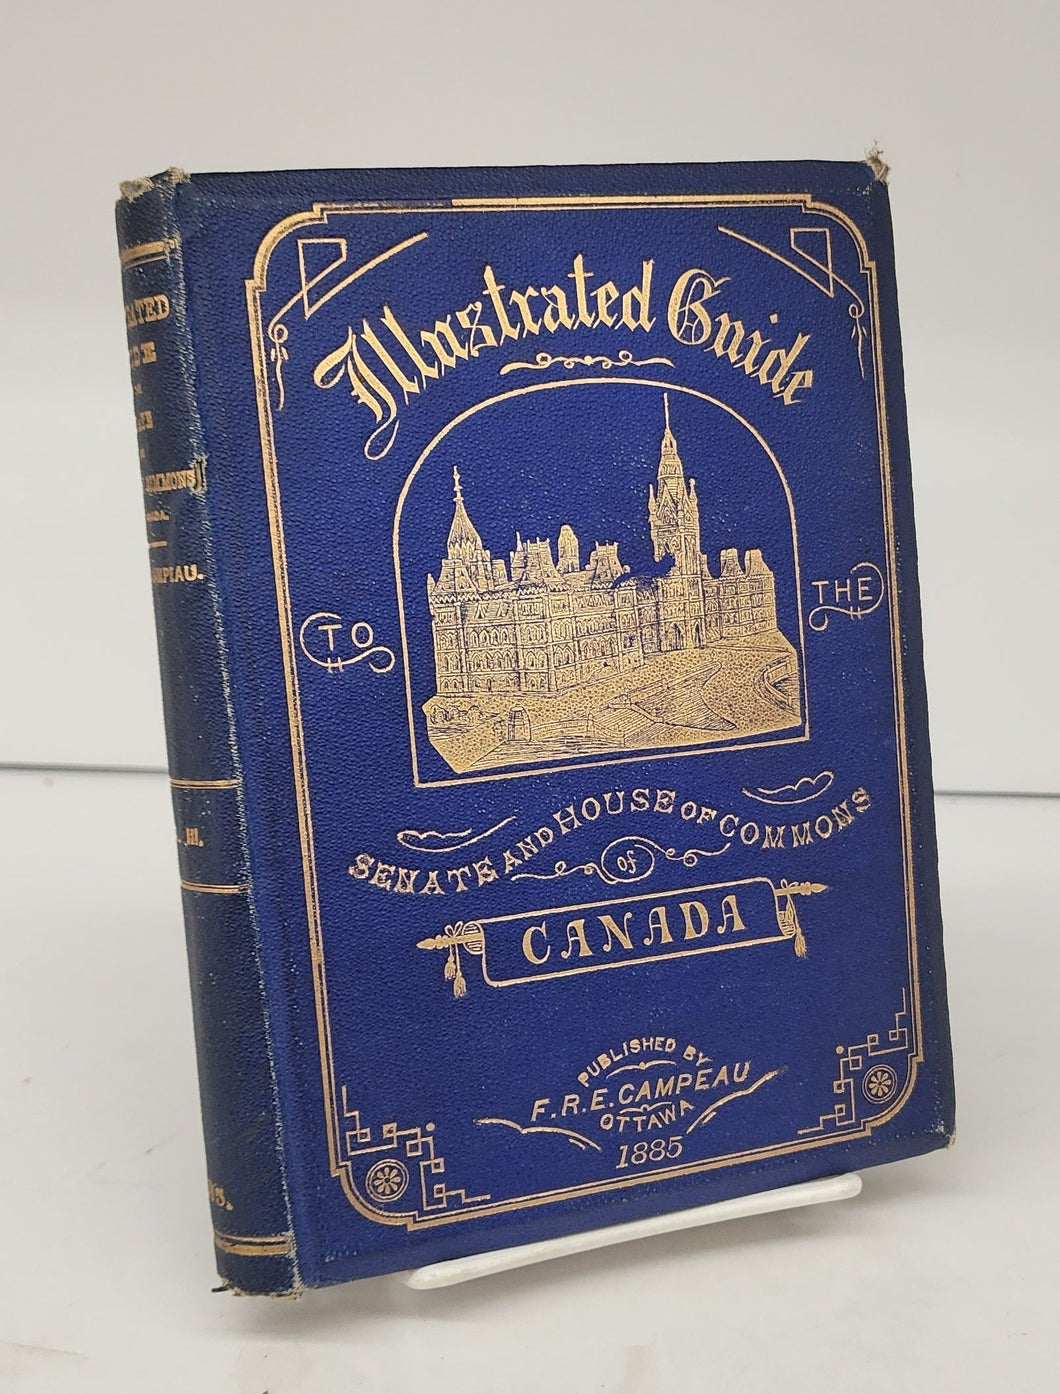 Illustrated Guide
TO THE
SENATE AND HOUSE OF COMMONS
of
CANADA
PUBLISHED BY
F.R.E. CAMPEAU
OTTAWA
1885